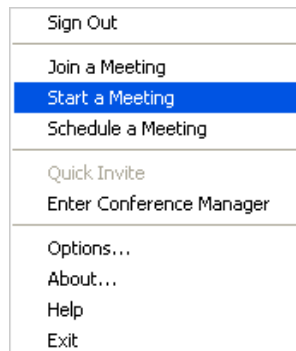 Sign Out
Join a Meeting
Start a Meeting
Schedule a Meeting
Quick Invite
Enter Conference Manager
Options...
About...
Help
Exit